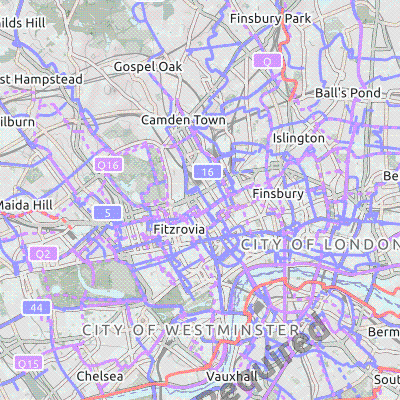 ilds Hill
Finsbury Park
Q
Gospel Oak
st Hampstead
Ball's Pond
Camden Town
ilburn
Islington
Q16
16
Be
Finsbury
Maida Hill
5
Fitzrovia
CITY OF LONDON
Q2
44
CITY OF WESTMINSTER
required
Berm
Q15
Chelsea
Vauxhall
Sout